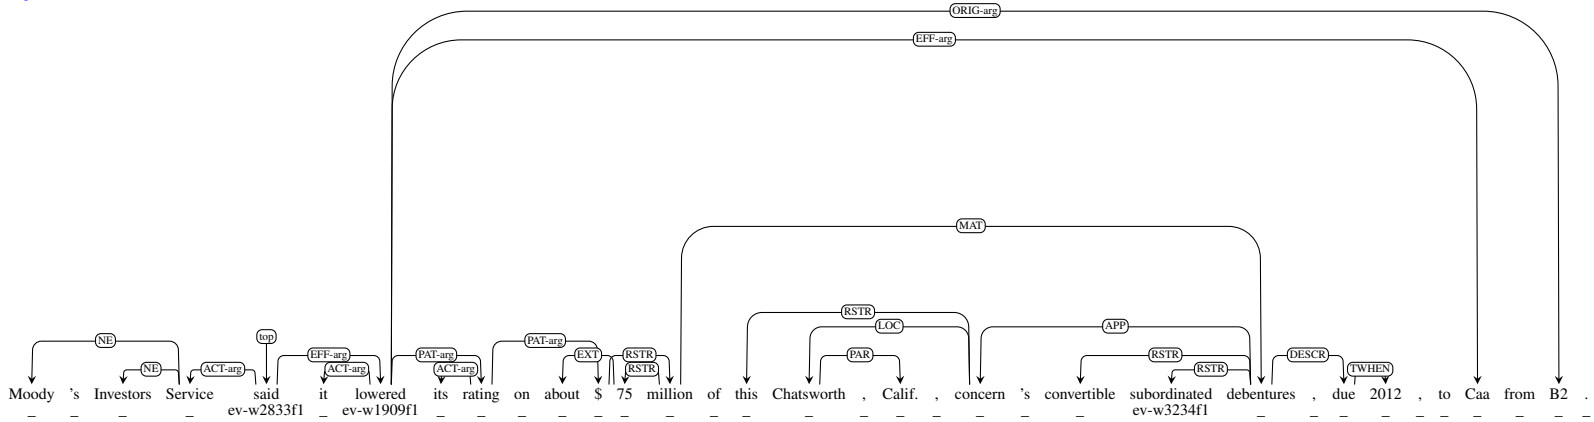 ORIG-arg
EFF-arg
MAT
RSTR
LOC APP
NE top PAT-arg
EFF-arg PAT-arg EXT RSTR PAR RSTR DESCR
NE ACT-arg ACT-arg ACT-arg RSTR RSTR TWHEN
Moody 's Investors Service said it lowered its rating on about $ 75 million of this Chatsworth , Calif. , concern 's convertible subordinated debentures , due 2012 , to Caa from B2 .
_ _ _ _ ev-w2833f1 _ ev-w1909f1 _ _ _ _ _ _ _ _ _ _ _ _ _ _ _ _ ev-w3234f1 _ _ _ _ _ _ _ _ _ _